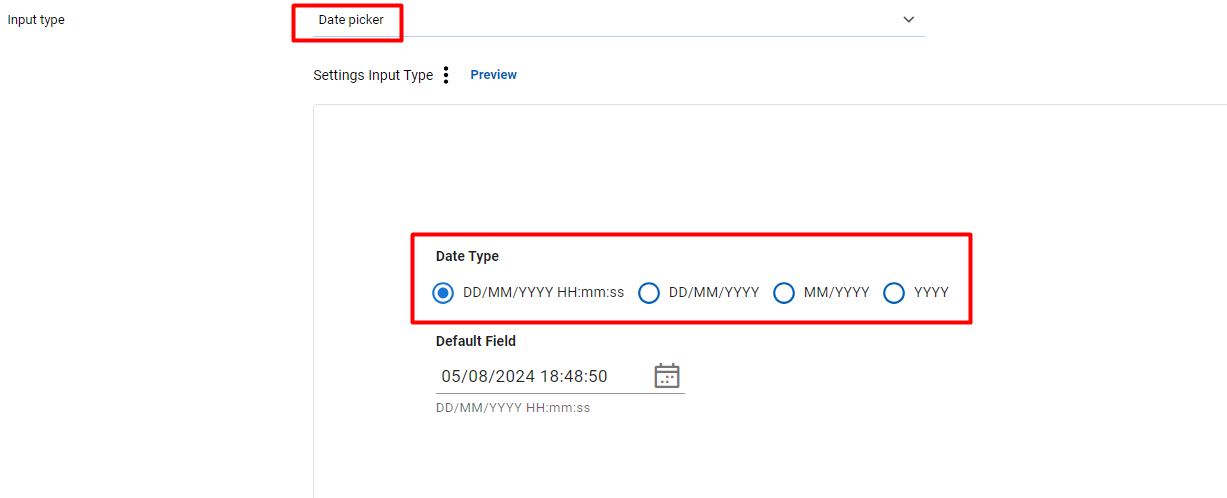 Input type
Date picker
Settings Input Type Preview
Date Type
DD/MM/YYYY HH:mm:ss DD/MM/YYYY MM/YYYY YYYY
Default Field
05/08/2024 18:48:50
DD/MM/YYYY HH:mm:ss